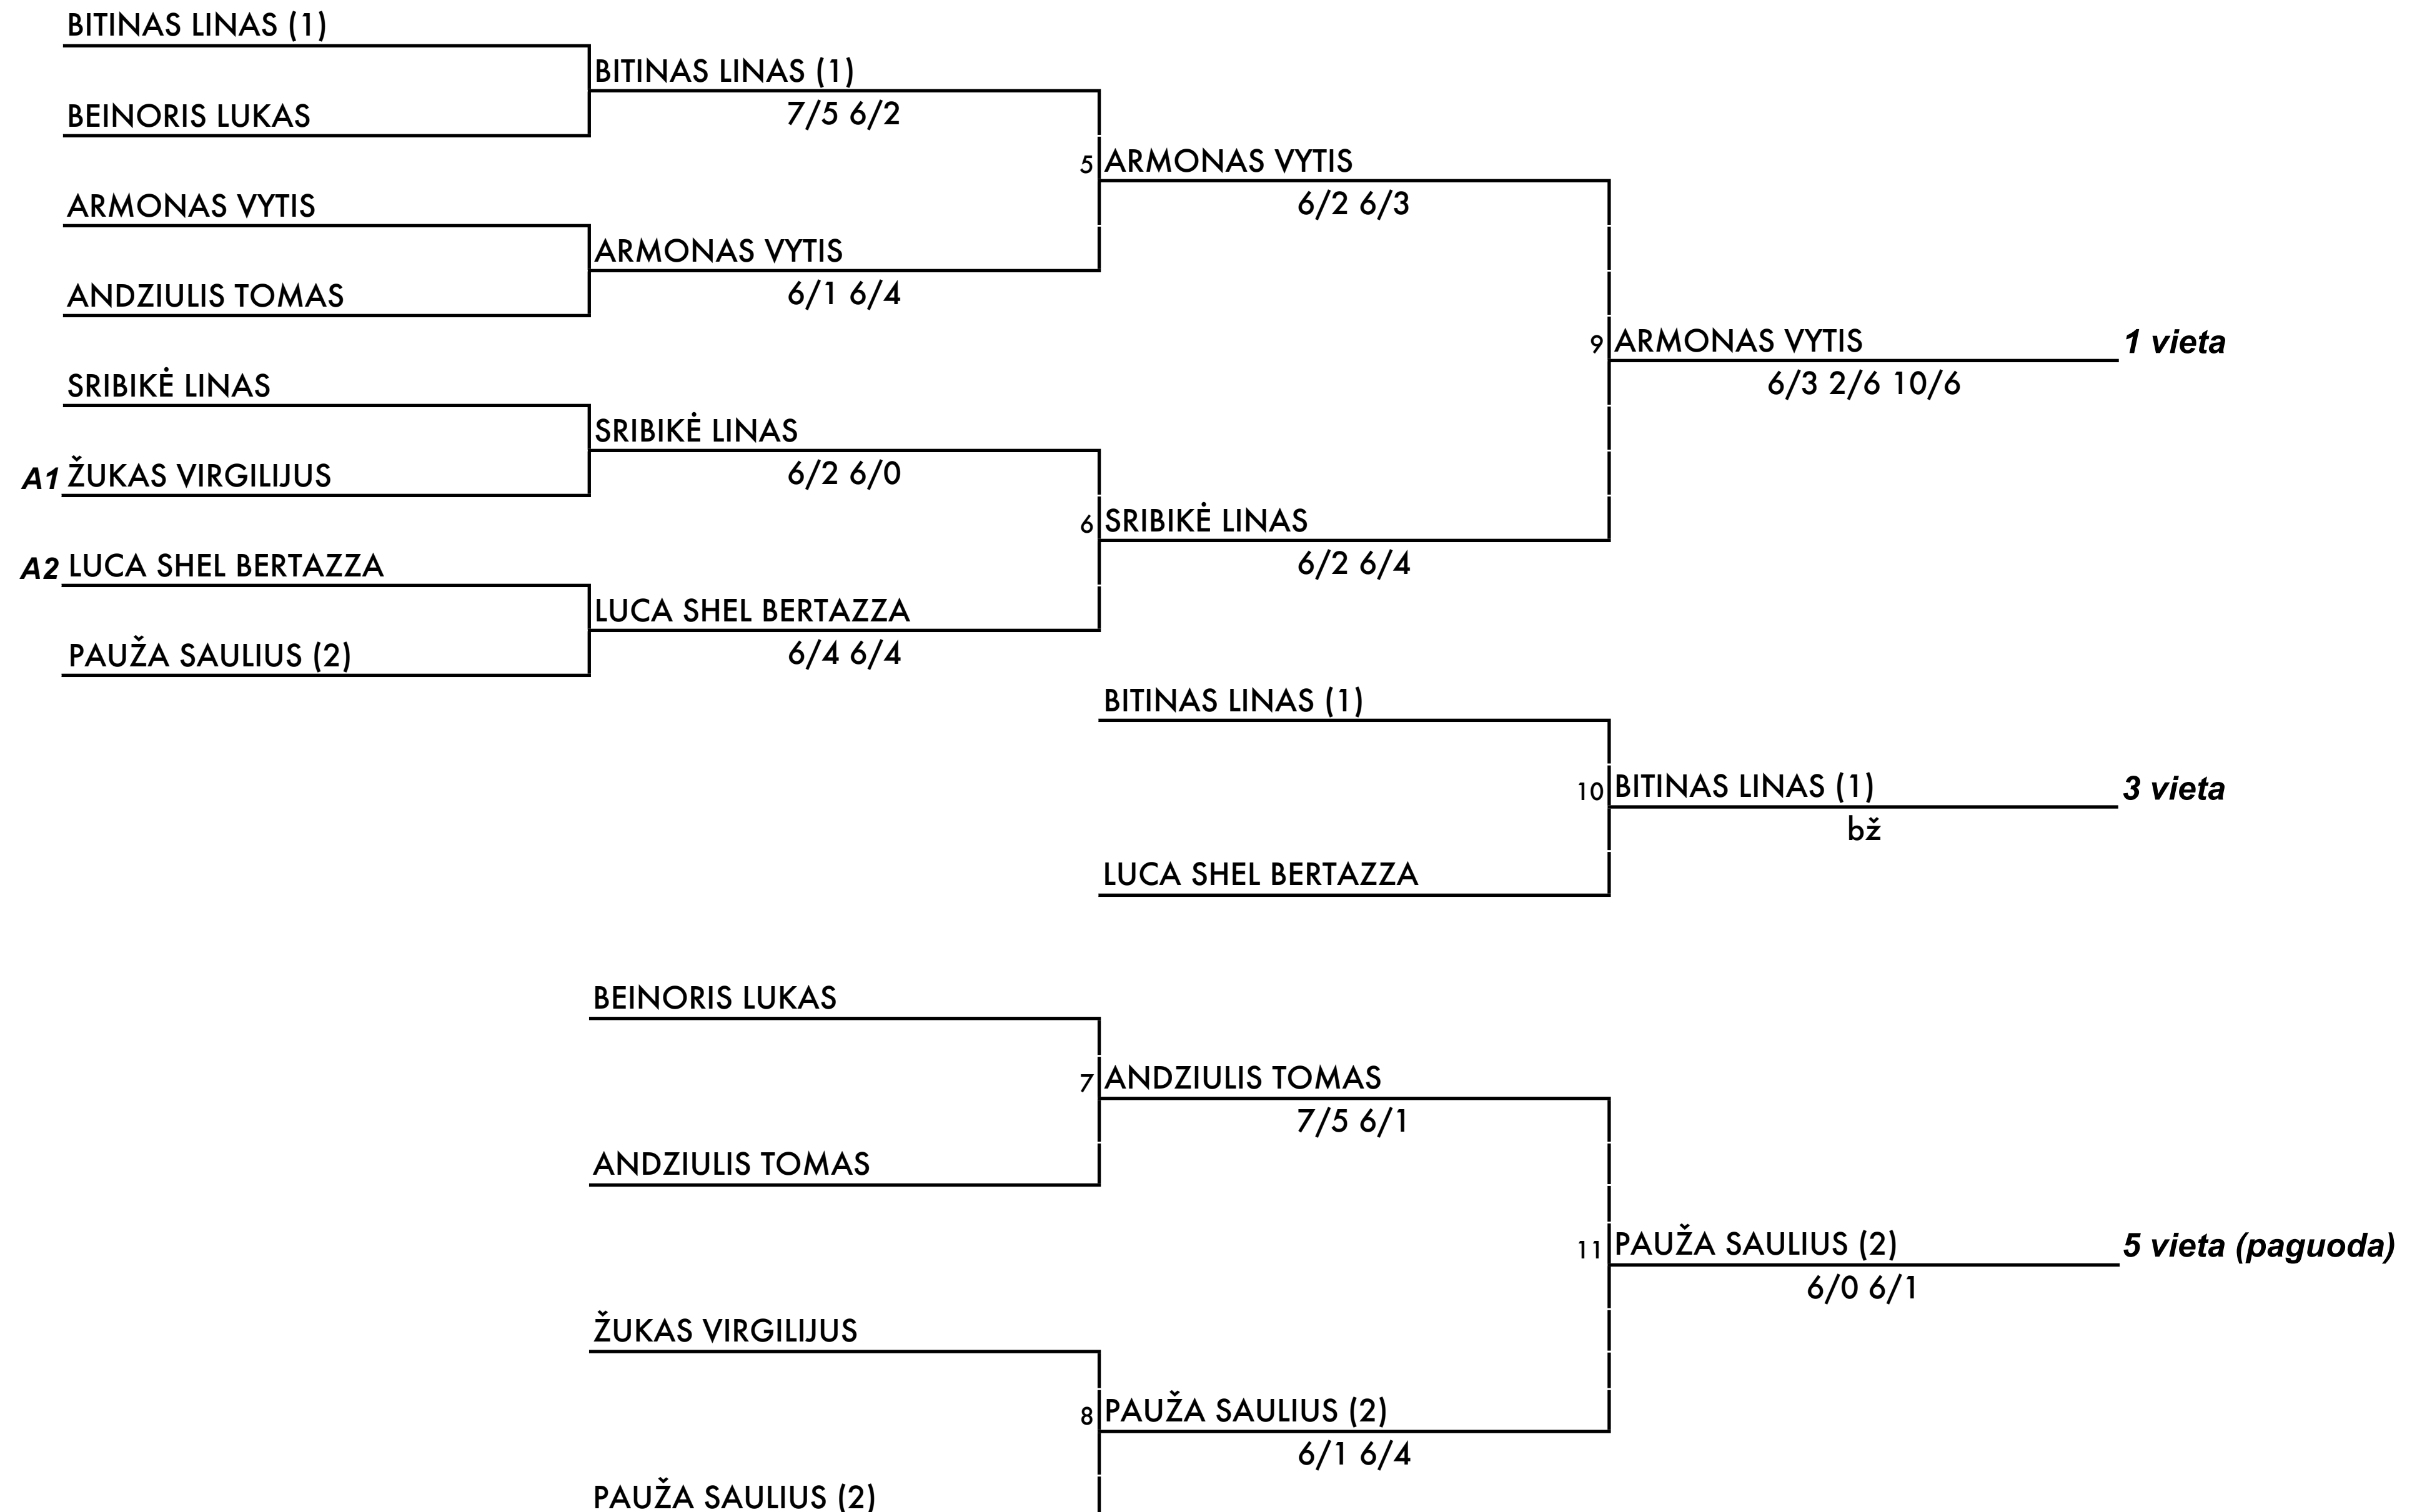 BITINAS LINAS (1)
BITINAS LINAS (1)
BEINORIS LUKAS
7/5 6/2
5 ARMONAS VYTIS
6/2 6/3
ARMONAS VYTIS
ARMONAS VYTIS
ANDZIULIS TOMAS
6/1 6/4
9 ARMONAS VYTIS 1 vieta
6/3 2/6 10/6
SRIBIKĖ LINAS
SRIBIKĖ LINAS
A1 ŽUKAS VIRGILIJUS
6/2 6/0
6 SRIBIKĖ LINAS
6/2 6/4
A2 LUCA SHEL BERTAZZA
LUCA SHEL BERTAZZA
PAUŽA SAULIUS (2)
6/4 6/4
BITINAS LINAS (1)
10 BITINAS LINAS (1) 3 vieta
bž
LUCA SHEL BERTAZZA
BEINORIS LUKAS
7 ANDZIULIS TOMAS
7/5 6/1
ANDZIULIS TOMAS
11 PAUŽA SAULIUS (2) 5 vieta (paguoda)
6/0 6/1
ŽUKAS VIRGILIJUS
8 PAUŽA SAULIUS (2)
6/1 6/4
PAUŽA SAULIUS (2)